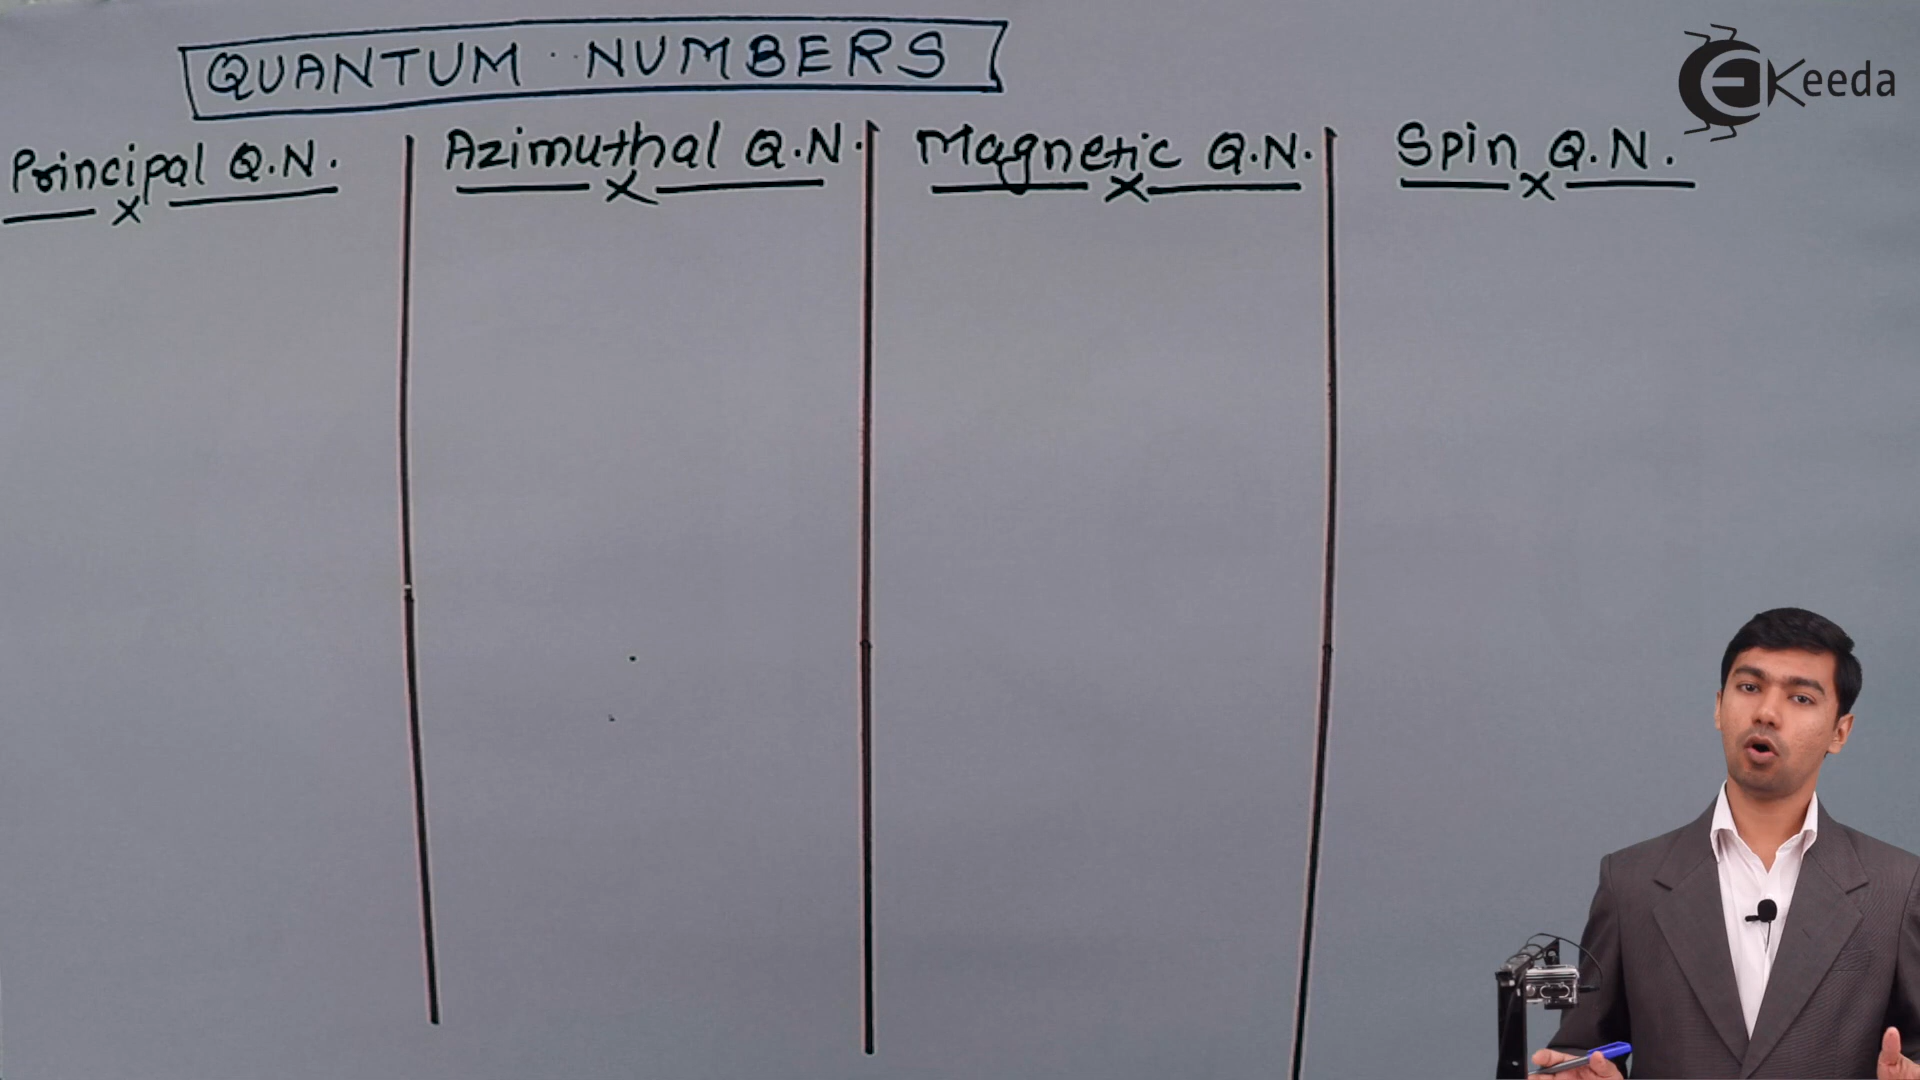 QUANTUM NUMBERS
eKeeda
Principal Q.N.
Azimuthal Q.N.
Magnetic Q.N.
Spin Q.N.